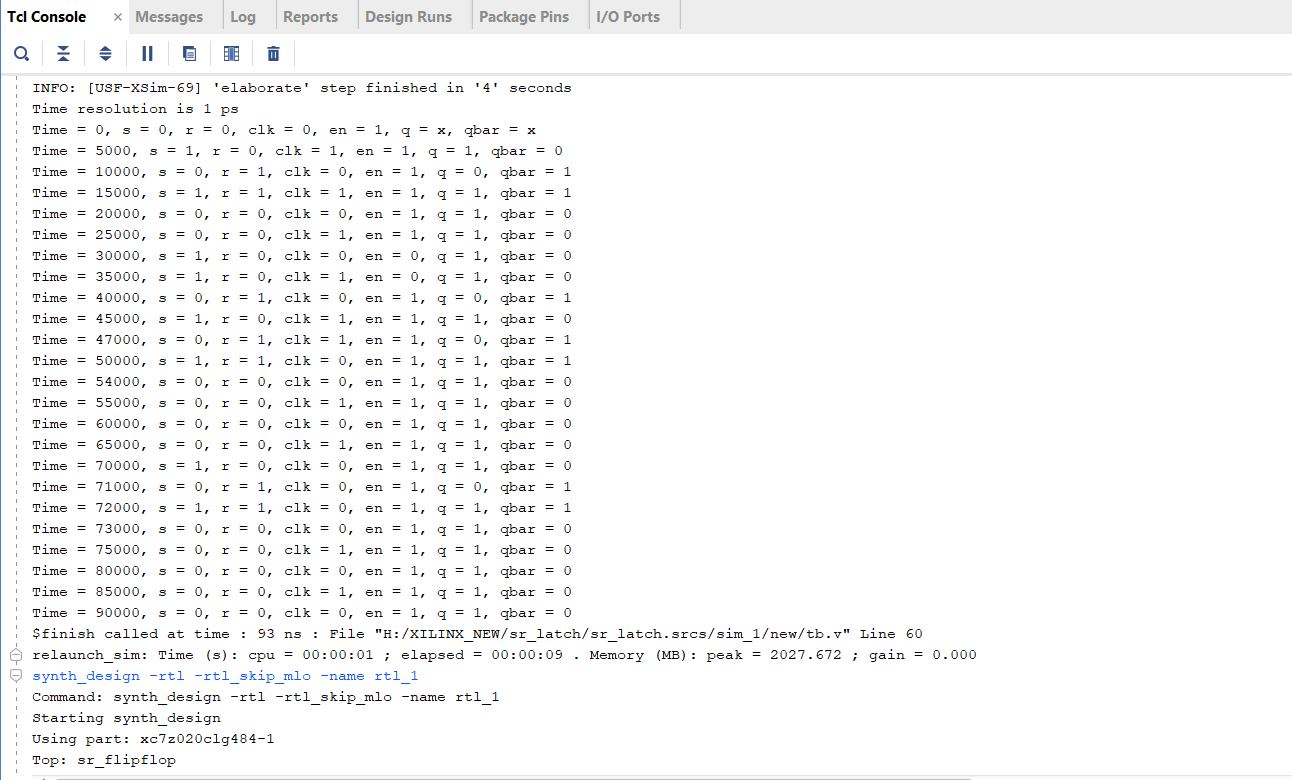 Tcl Console × Messages Log Reports Design Runs Package Pins I/O Ports
INFO: [USF-XSim-69] 'elaborate' step finished in '4' seconds
Time resolution is 1 ps
Time = 0, s = 0, r = 0, clk = 0, en = 1, q = x, qbar = x
Time = 5000, s = 1, r = 0, clk = 1, en = 1, q = 1, qbar = 0
Time = 10000, s = 0, r = 1, clk = 0, en = 1, q = 0, qbar = 1
Time = 15000, s = 1, r = 1, clk = 1, en = 1, q = 1, qbar = 1
Time = 20000, s = 0, r = 0, clk = 0, en = 1, q = 1, qbar = 0
Time = 25000, s = 0, r = 0, clk = 1, en = 1, q = 1, qbar = 0
Time = 30000, s = 1, r = 0, clk = 0, en = 0, q = 1, qbar = 0
Time = 35000, s = 1, r = 0, clk = 1, en = 0, q = 1, qbar = 0
Time = 40000, s = 0, r = 1, clk = 0, en = 1, q = 0, qbar = 1
Time = 45000, s = 1, r = 0, clk = 1, en = 1, q = 1, qbar = 0
Time = 47000, s = 0, r = 1, clk = 1, en = 1, q = 0, qbar = 1
Time = 50000, s = 1, r = 1, clk = 0, en = 1, q = 1, qbar = 1
Time = 54000, s = 0, r = 0, clk = 0, en = 1, q = 1, qbar = 0
Time = 55000, s = 0, r = 0, clk = 1, en = 1, q = 1, qbar = 0
Time = 60000, s = 0, r = 0, clk = 0, en = 1, q = 1, qbar = 0
Time = 65000, s = 0, r = 0, clk = 1, en = 1, q = 1, qbar = 0
Time = 70000, s = 1, r = 0, clk = 0, en = 1, q = 1, qbar = 0
Time = 71000, s = 0, r = 1, clk = 0, en = 1, q = 0, qbar = 1
Time = 72000, s = 1, r = 1, clk = 0, en = 1, q = 1, qbar = 1
Time = 73000, s = 0, r = 0, clk = 0, en = 1, q = 1, qbar = 0
Time = 75000, s = 0, r = 0, clk = 1, en = 1, q = 1, qbar = 0
Time = 80000, s = 0, r = 0, clk = 0, en = 1, q = 1, qbar = 0
Time = 85000, s = 0, r = 0, clk = 1, en = 1, q = 1, qbar = 0
Time = 90000, s = 0, r = 0, clk = 0, en = 1, q = 1, qbar = 0
$finish called at time : 93 ns : File "H:/XILINX_NEW/sr_latch/sr_latch.srcs/sim_1/new/tb.v" Line 60
relaunch_sim: Time (s): cpu = 00:00:01 ; elapsed = 00:00:09 . Memory (MB): peak = 2027.672 ; gain = 0.000
synth_design -rtl -rtl_skip_mlo -name rtl_1
Command: synth_design -rtl -rtl_skip_mlo -name rtl_1
Starting synth_design
Using part: xc7z020clg484-1
Top: sr_flipflop